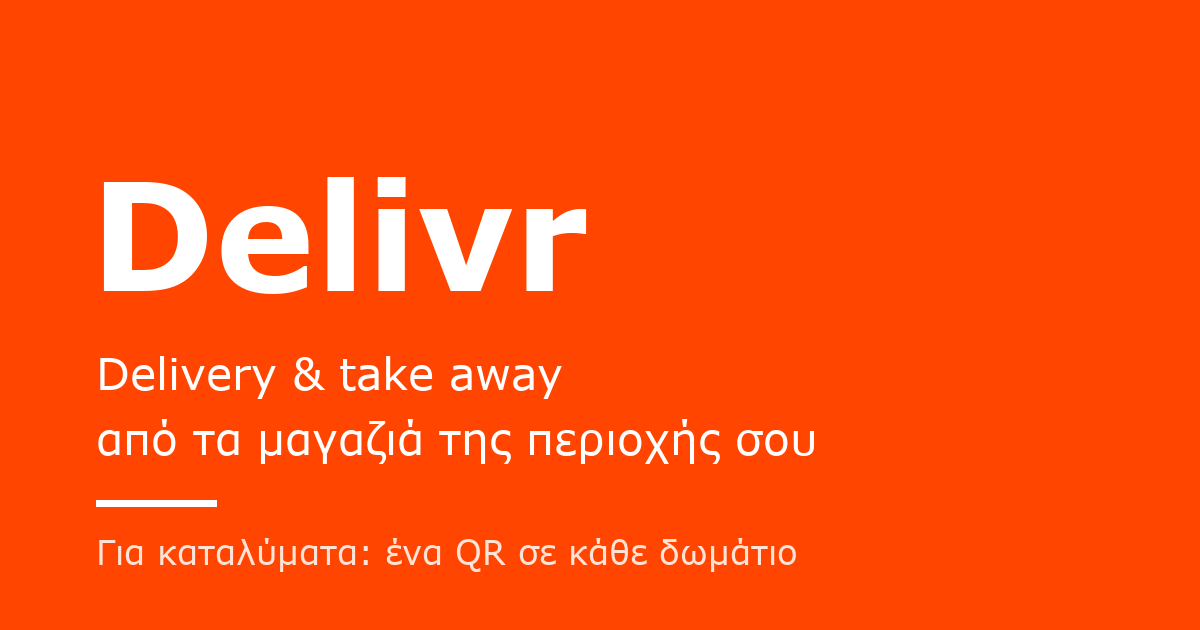 Delivr
Delivery & take away
από τα μαγαζιά της περιοχής σου
Για καταλύματα: ένα QR σε κάθε δωμάτιο